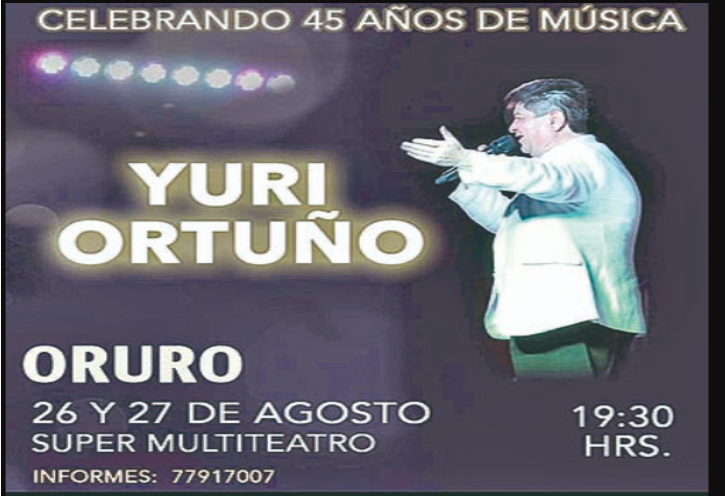 CELEBRANDO 45 AÑOS DE MÚSICA
YURI
ORTUÑO
ORURO
26 Y 27 DE AGOSTO
SUPER MULTITEATRO
19:30
HRS.
INFORMES: 77917007